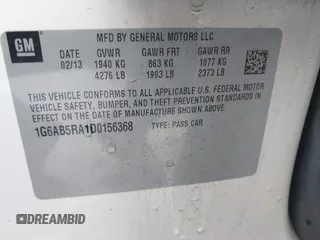 GM
MFD BY GENERAL MOTORS LLC
DATE GVWR GAWR FRT GAWR RR
02/13 1940 KG 863 KG 1077 KG
4276 LB 1903 LB 2373 LB
THIS VEHICLE CONFORMS TO ALL APPLICABLE U.S. FEDERAL MOTOR
VEHICLE SAFETY, BUMPER, AND THEFT PREVENTION STANDARDS IN
EFFECT ON THE DATE OF MANUFACTURE SHOWN ABOVE.
1G6AB5RA1D0156368 TYPE: PASS CAR
iDrivesafely